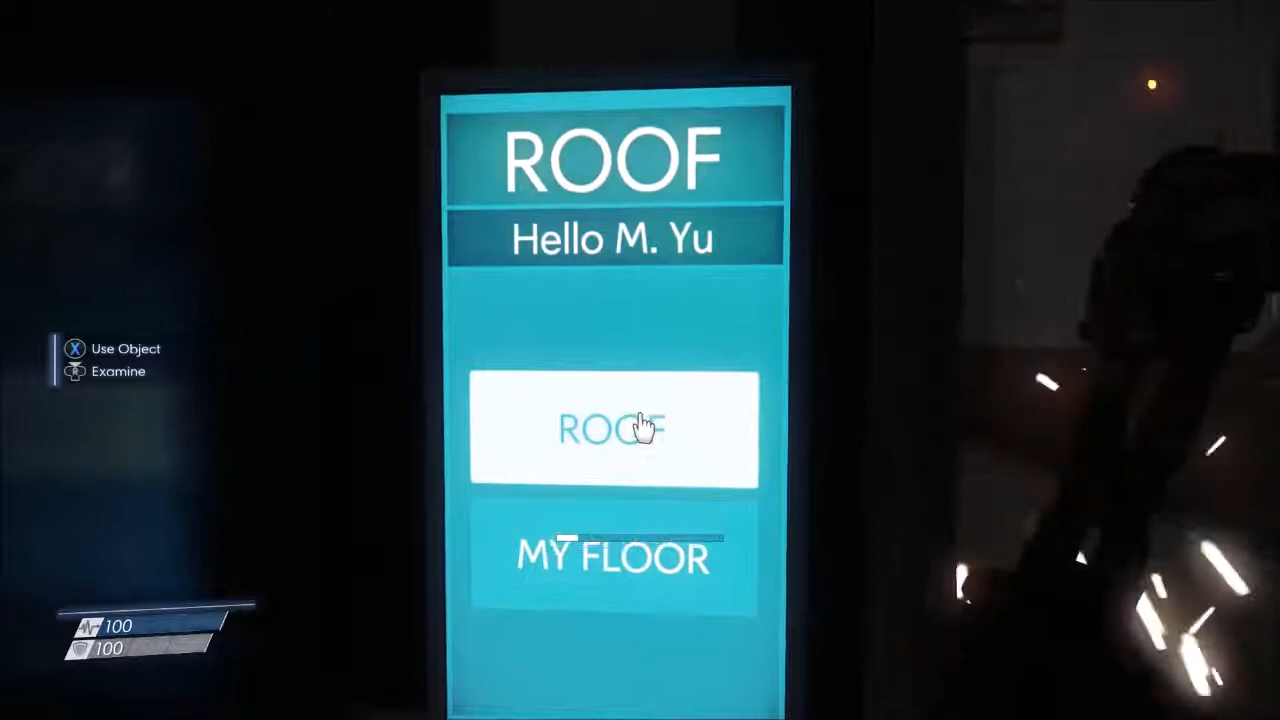 ROOF
Hello M. Yu
X Use Object
R Examine
ROOF
MY FLOOR
100
100